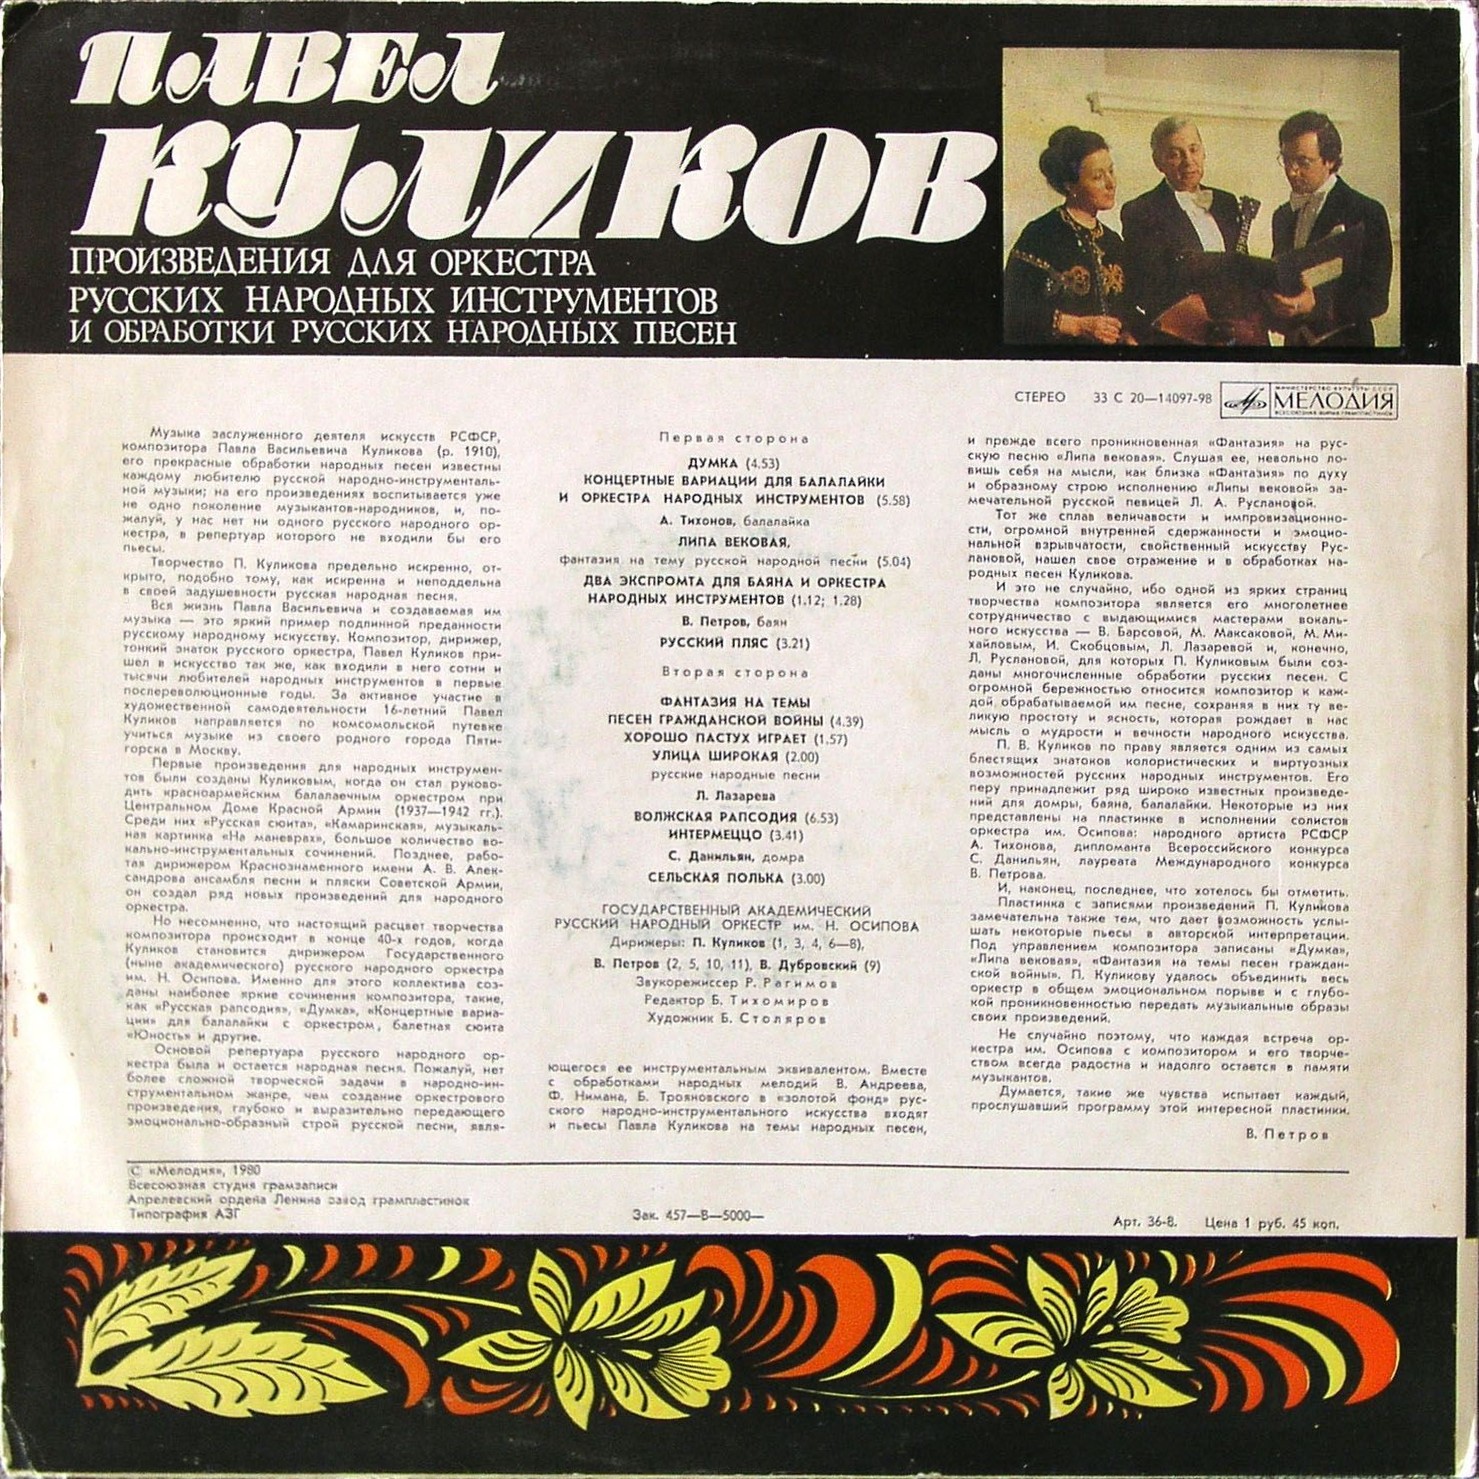 ПАВЕЛ
КУЛИКОВ
ПРОИЗВЕДЕНИЯ ДЛЯ ОРКЕСТРА
РУССКИХ НАРОДНЫХ ИНСТРУМЕНТОВ
И ОБРАБОТКИ РУССКИХ НАРОДНЫХ ПЕСЕН
СТЕРЕО 33 С 20—14097-98
МИНИСТЕРСТВО КУЛЬТУРЫ СССР
МЕЛОДИЯ
ВСЕСОЮЗНАЯ ФИРМА ГРАМПЛАСТИНОК
Музыка заслуженного деятеля искусств РСФСР,
композитора Павла Васильевича Куликова (р. 1910),
его прекрасные обработки народных песен известны
каждому любителю русской народно-инструменталь-
ной музыки; на его произведениях воспитывается уже
не одно поколение музыкантов-народников, и, по-
жалуй, у нас нет ни одного русского народного ор-
кестра, в репертуар которого не входили бы его
пьесы.
Творчество П. Куликова предельно искренно, от-
крыто, подобно тому, как искренна и неподдельна
в своей задушевности русская народная песня.
Вся жизнь Павла Васильевича и создаваемая им
музыка — это яркий пример подлинной преданности
русскому народному искусству. Композитор, дирижер,
тонкий знаток русского оркестра, Павел Куликов при-
шел в искусство так же, как входили в него сотни и
тысячи любителей народных инструментов в первые
послереволюционные годы. За активное участие в
художественной самодеятельности 16-летний Павел
Куликов направляется по комсомольской путевке
учиться музыке из своего родного города Пяти-
горска в Москву.
Первые произведения для народных инструмен-
тов были созданы Куликовым, когда он стал руково-
дить красноармейским балалаечным оркестром при
Центральном Доме Красной Армии (1937—1942 гг.).
Среди них «Русская сюита», «Камаринская», музыкаль-
ная картинка «На маневрах», большое количество во-
кально-инструментальных сочинений. Позднее, рабо-
тая дирижером Краснознаменного имени А. В. Алек-
сандрова ансамбля песни и пляски Советской Армии,
он создал ряд новых произведений для народного
оркестра.
Но несомненно, что настоящий расцвет творчества
композитора происходит в конце 40-х годов, когда
Куликов становится дирижером Государственного
(ныне академического) русского народного оркестра
им. Н. Осипова. Именно для этого коллектива соз-
даны наиболее яркие сочинения композитора, такие,
как «Русская рапсодия», «Думка», «Концертные вариа-
ции» для балалайки с оркестром, балетная сюита
«Юность» и другие.
Основой репертуара русского народного ор-
кестра была и остается народная песня. Пожалуй, нет
более сложной творческой задачи в народно-ин-
струментальном жанре, чем создание оркестрового
произведения, глубоко и выразительно передающего
эмоционально-образный строй русской песни, явля-
Первая сторона
ДУМКА (4.53)
КОНЦЕРТНЫЕ ВАРИАЦИИ ДЛЯ БАЛАЛАЙКИ
И ОРКЕСТРА НАРОДНЫХ ИНСТРУМЕНТОВ (5.58)
А. Тихонов, балалайка
ЛИПА ВЕКОВАЯ,
фантазия на тему русской народной песни (5.04)
ДВА ЭКСПРОМТА ДЛЯ БАЯНА И ОРКЕСТРА
НАРОДНЫХ ИНСТРУМЕНТОВ (1.12; 1.28)
В. Петров, баян
РУССКИЙ ПЛЯС (3.21)
Вторая сторона
ФАНТАЗИЯ НА ТЕМЫ
ПЕСЕН ГРАЖДАНСКОЙ ВОЙНЫ (4.39)
ХОРОШО ПАСТУХ ИГРАЕТ (1.57)
УЛИЦА ШИРОКАЯ (2.00)
русские народные песни
Л. Лазарева
ВОЛЖСКАЯ РАПСОДИЯ (6.53)
ИНТЕРМЕЦЦО (3.41)
С. Данильян, домра
СЕЛЬСКАЯ ПОЛЬКА (3.00)
ГОСУДАРСТВЕННЫЙ АКАДЕМИЧЕСКИЙ
РУССКИЙ НАРОДНЫЙ ОРКЕСТР им. Н. ОСИПОВА
Дирижеры: П. Куликов (1, 3, 4, 6—8),
В. Петров (2, 5, 10, 11), В. Дубровский (9)
Звукорежиссер Р. Рагимов
Редактор Б. Тихомиров
Художник Б. Столяров
ющегося ее инструментальным эквивалентом. Вместе
с обработками народных мелодий В. Андреева,
Ф. Нимана, Б. Трояновского в «золотой фонд» рус-
ского народно-инструментального искусства входят
и пьесы Павла Куликова на темы народных песен,
и прежде всего проникновенная «Фантазия» на рус-
скую песню «Липа вековая». Слушая ее, невольно ло-
вишь себя на мысли, как близка «Фантазия» по духу
и образному строю исполнению «Липы вековой» за-
мечательной русской певицей Л. А. Руслановой.
Тот же сплав величавости и импровизационно-
сти, огромной внутренней сдержанности и эмоцио-
нальной взрывчатости, свойственный искусству Рус-
лановой, нашел свое отражение и в обработках на-
родных песен Куликова.
И это не случайно, ибо одной из ярких страниц
творчества композитора является его многолетнее
сотрудничество с выдающимися мастерами вокаль-
ного искусства — В. Барсовой, М. Максаковой, М. Ми-
хайловым, И. Скобцовым, Л. Лазаревой и, конечно,
Л. Руслановой, для которых П. Куликовым были соз-
даны многочисленные обработки русских песен. С
огромной бережностью относится композитор к каж-
дой обрабатываемой им песне, сохраняя в них ту ве-
ликую простоту и ясность, которая рождает в нас
мысль о мудрости и вечности народного искусства.
П. В. Куликов по праву является одним из самых
блестящих знатоков колористических и виртуозных
возможностей русских народных инструментов. Его
перу принадлежит ряд широко известных произведе-
ний для домры, баяна, балалайки. Некоторые из них
представлены на пластинке в исполнении солистов
оркестра им. Осипова: народного артиста РСФСР
А. Тихонова, дипломанта Всероссийского конкурса
С. Данильян, лауреата Международного конкурса
В. Петрова.
И, наконец, последнее, что хотелось бы отметить.
Пластинка с записями произведений П. Куликова
замечательна также тем, что дает возможность услы-
шать некоторые пьесы в авторской интерпретации.
Под управлением композитора записаны «Думка»,
«Липа вековая», «Фантазия на темы песен граждан-
ской войны». П. Куликову удалось объединить весь
оркестр в общем эмоциональном порыве и с глубо-
кой проникновенностью передать музыкальные образы
своих произведений.
Не случайно поэтому, что каждая встреча ор-
кестра им. Осипова с композитором и его творче-
ством всегда радостна и надолго остается в памяти
музыкантов.
Думается, такие же чувства испытает каждый,
прослушавший программу этой интересной пластинки.
В. Петров
© «Мелодия», 1980
Всесоюзная студия грамзаписи
Апрелевский ордена Ленина завод грампластинок
Типография АЗГ
Зак. 457—В—5000—
Арт. 36-8. Цена 1 руб. 45 коп.